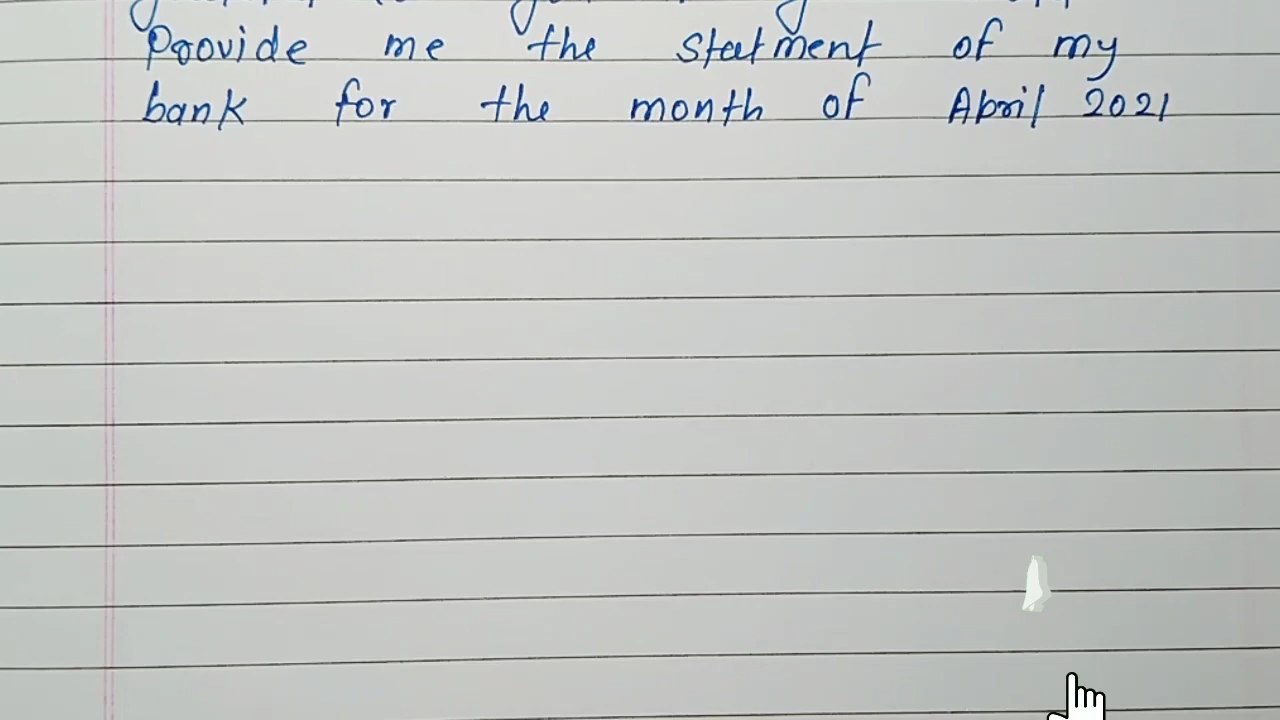 Provide me the Statment of my
bank for the month of April 2021